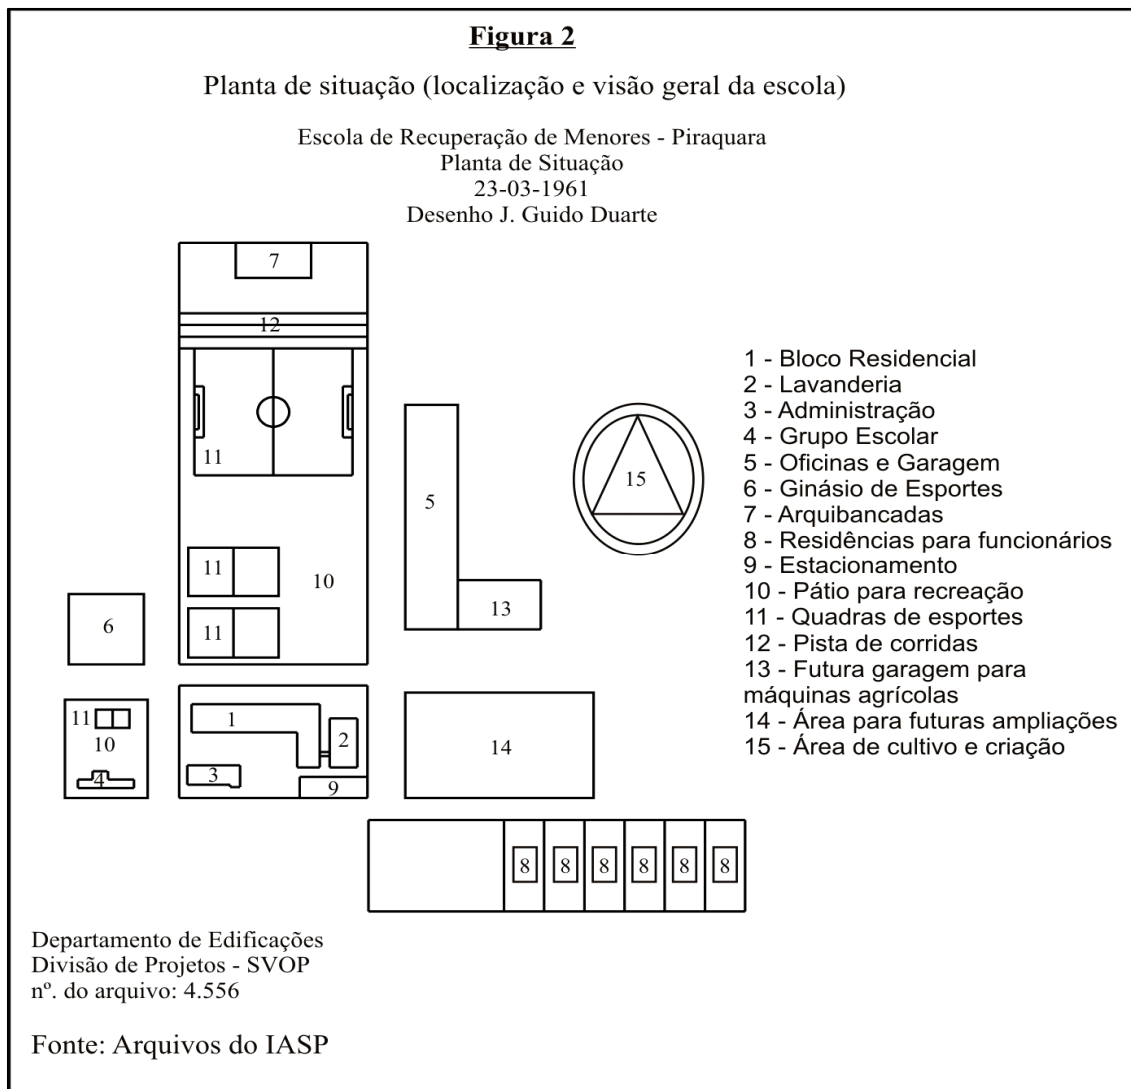 Figura 2
Planta de situação (localização e visão geral da escola)
Escola de Recuperação de Menores - Piraquara
Planta de Situação
23-03-1961
Desenho J. Guido Duarte
7
12
11
5
15
11
10
13
6
11
11
10
4
1
2
3
9
14
8 8 8 8 8 8
1 - Bloco Residencial
2 - Lavanderia
3 - Administração
4 - Grupo Escolar
5 - Oficinas e Garagem
6 - Ginásio de Esportes
7 - Arquibancadas
8 - Residências para funcionários
9 - Estacionamento
10 - Pátio para recreação
11 - Quadras de esportes
12 - Pista de corridas
13 - Futura garagem para
máquinas agrícolas
14 - Área para futuras ampliações
15 - Área de cultivo e criação
Departamento de Edificações
Divisão de Projetos - SVOP
nº. do arquivo: 4.556
Fonte: Arquivos do IASP